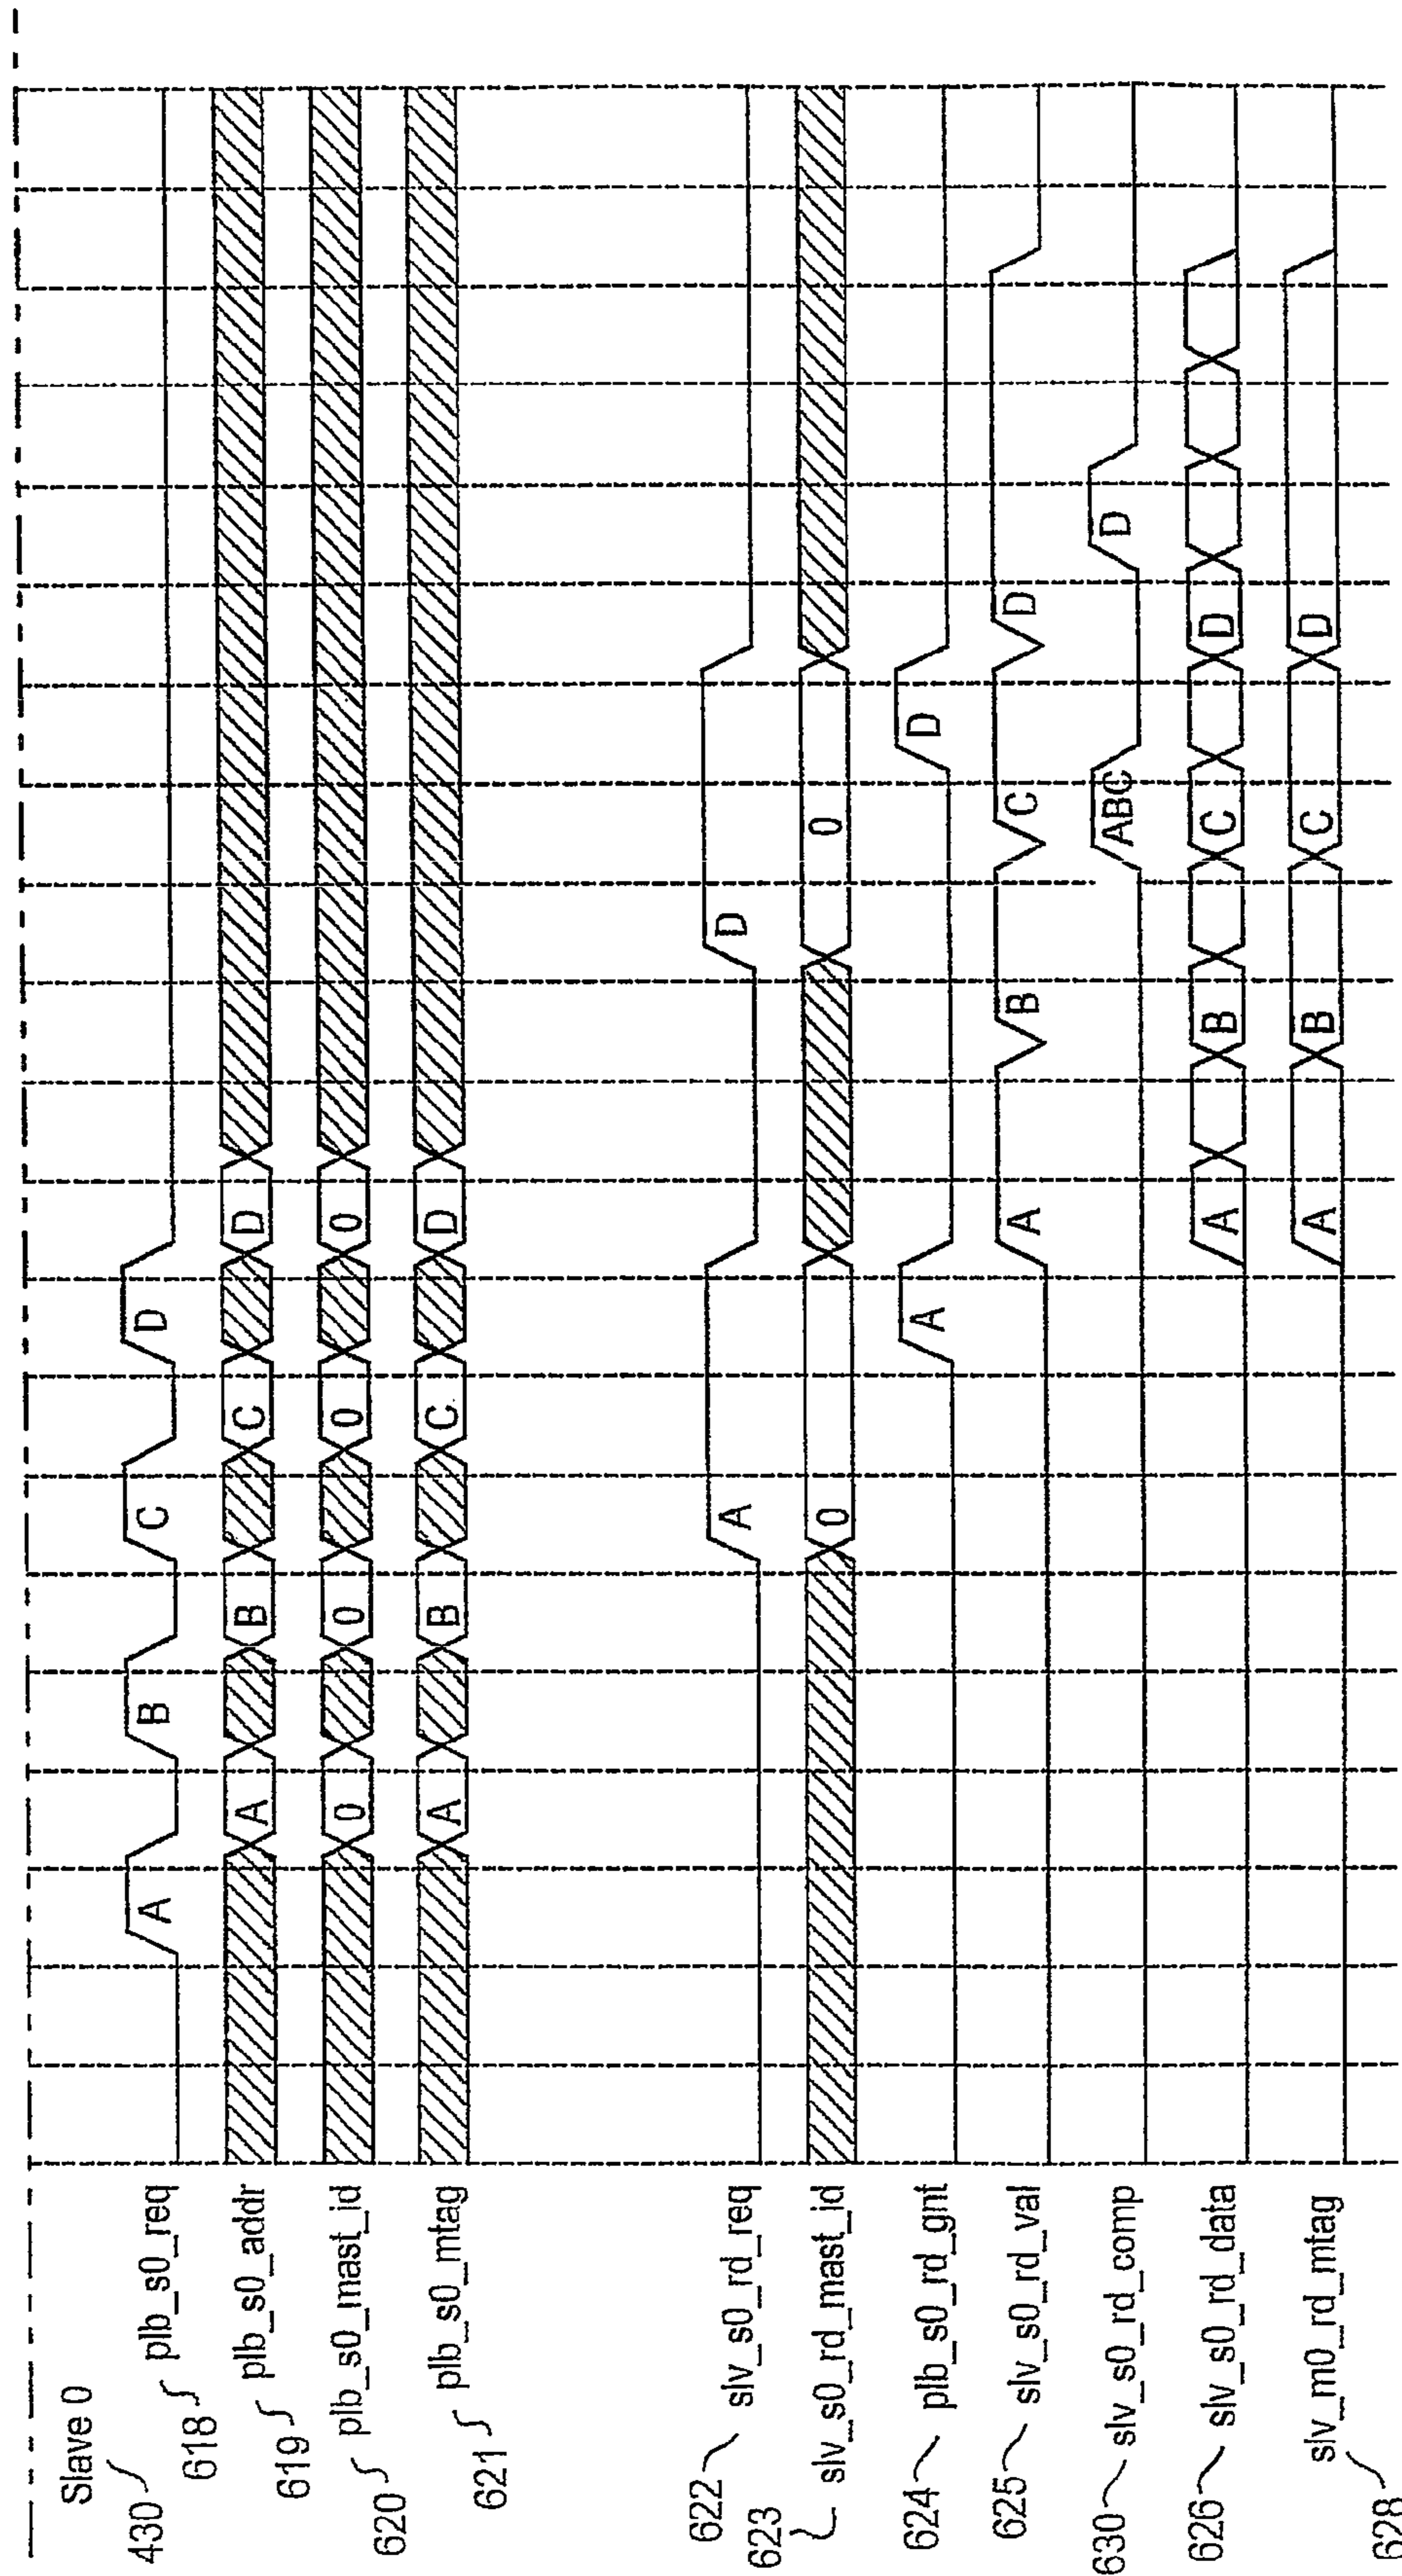 Slave 0
430
618 plb_s0_req A B C D
619 plb_s0_addr A B C D
620 plb_s0_mast_id 0 0 0 0
621 plb_s0_mtag A B C D
622 slv_s0_rd_req A D
623 slv_s0_rd_mast_id 0 0
624 plb_s0_rd_gnt A D
625 slv_s0_rd_val A B C D
630 slv_s0_rd_comp ABC D
626 slv_s0_rd_data A B C D
628 slv_m0_rd_mtag A B C D